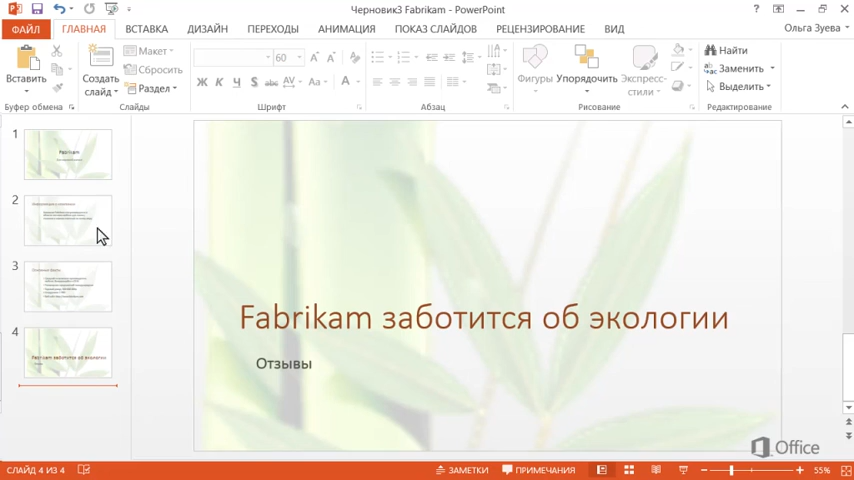 Черновик3 Fabrikam - PowerPoint
ФАЙЛ ГЛАВНАЯ ВСТАВКА ДИЗАЙН ПЕРЕХОДЫ АНИМАЦИЯ ПОКАЗ СЛАЙДОВ РЕЦЕНЗИРОВАНИЕ ВИД Ольга Зуева
Вставить
Создать слайд
Макет
Сбросить
Раздел
60
Ж К Ч S abc AV Aa A
Фигуры Упорядочить Экспресс-стили
Найти
Заменить
Выделить
Буфер обмена Слайды Шрифт Абзац Рисование Редактирование
1
Fabrikam
2
3
4
Fabrikam заботится об экологии
Fabrikam заботится об экологии
Отзывы
Office
СЛАЙД 4 ИЗ 4 ЗАМЕТКИ ПРИМЕЧАНИЯ 55%